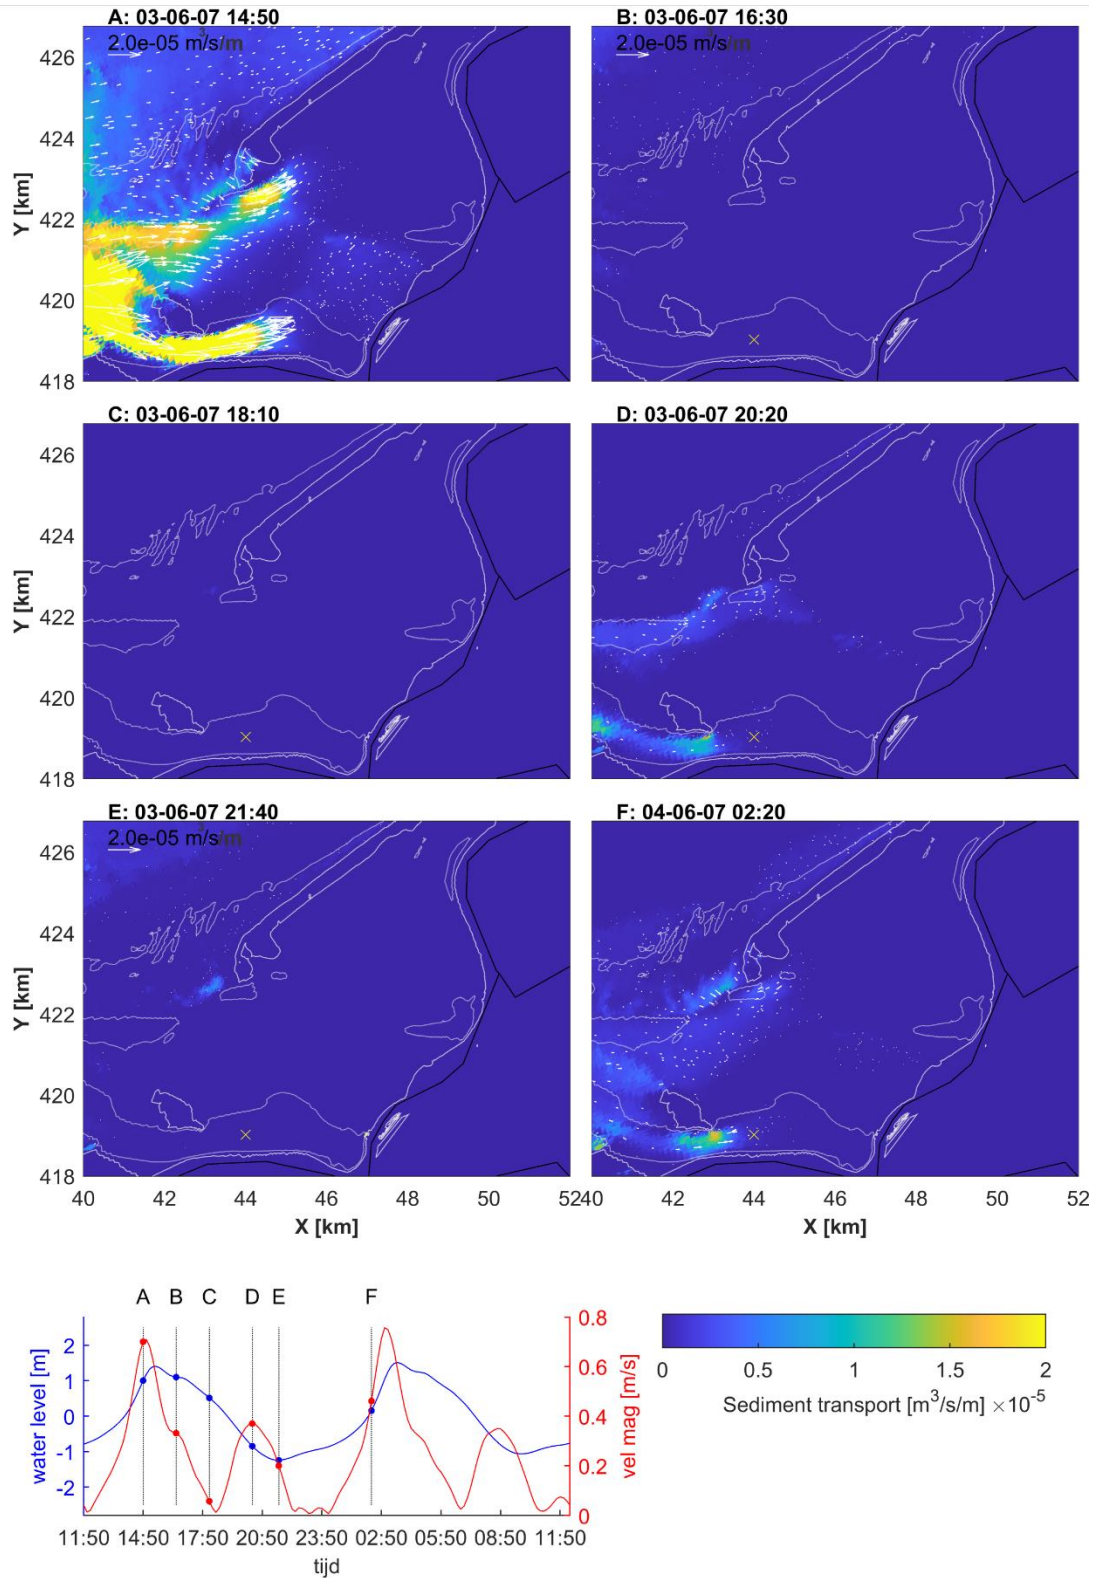 A: 03-06-07 14:50
B: 03-06-07 16:30
2.0e-05 m³/s/m
2.0e-05 m³/s/m
426
424
422
420
418
Y [km]
C: 03-06-07 18:10
D: 03-06-07 20:20
426
424
422
420
418
Y [km]
E: 03-06-07 21:40
F: 04-06-07 02:20
2.0e-05 m³/s/m
426
424
422
420
418
Y [km]
40 42 44 46 48 50 52
40 42 44 46 48 50 52
X [km]
X [km]
A B C D E F
2
1
0
-1
-2
water level [m]
0.8
0.6
0.4
0.2
0
vel mag [m/s]
11:50 14:50 17:50 20:50 23:50 02:50 05:50 08:50 11:50
tijd
0 0.5 1 1.5 2
Sediment transport [m³/s/m] ×10⁻⁵